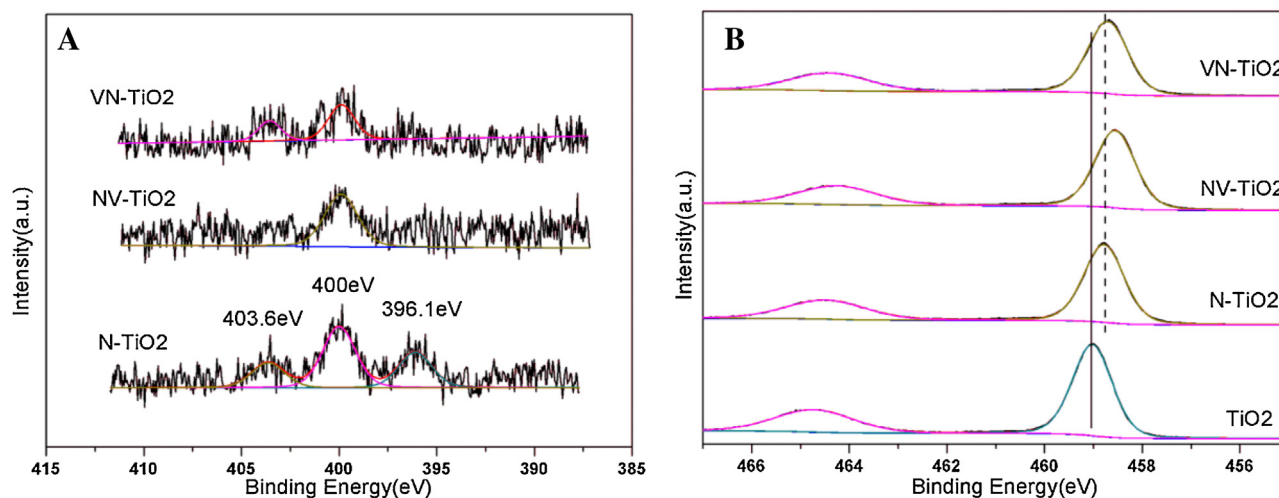 A
VN-TiO2
NV-TiO2
400eV
403.6eV
396.1eV
N-TiO2
Intensity(a.u.)
415 410 405 400 395 390 385
Binding Energy(eV)
B
VN-TiO2
NV-TiO2
N-TiO2
TiO2
Intensity(a.u.)
466 464 462 460 458 456
Binding Energy(eV)